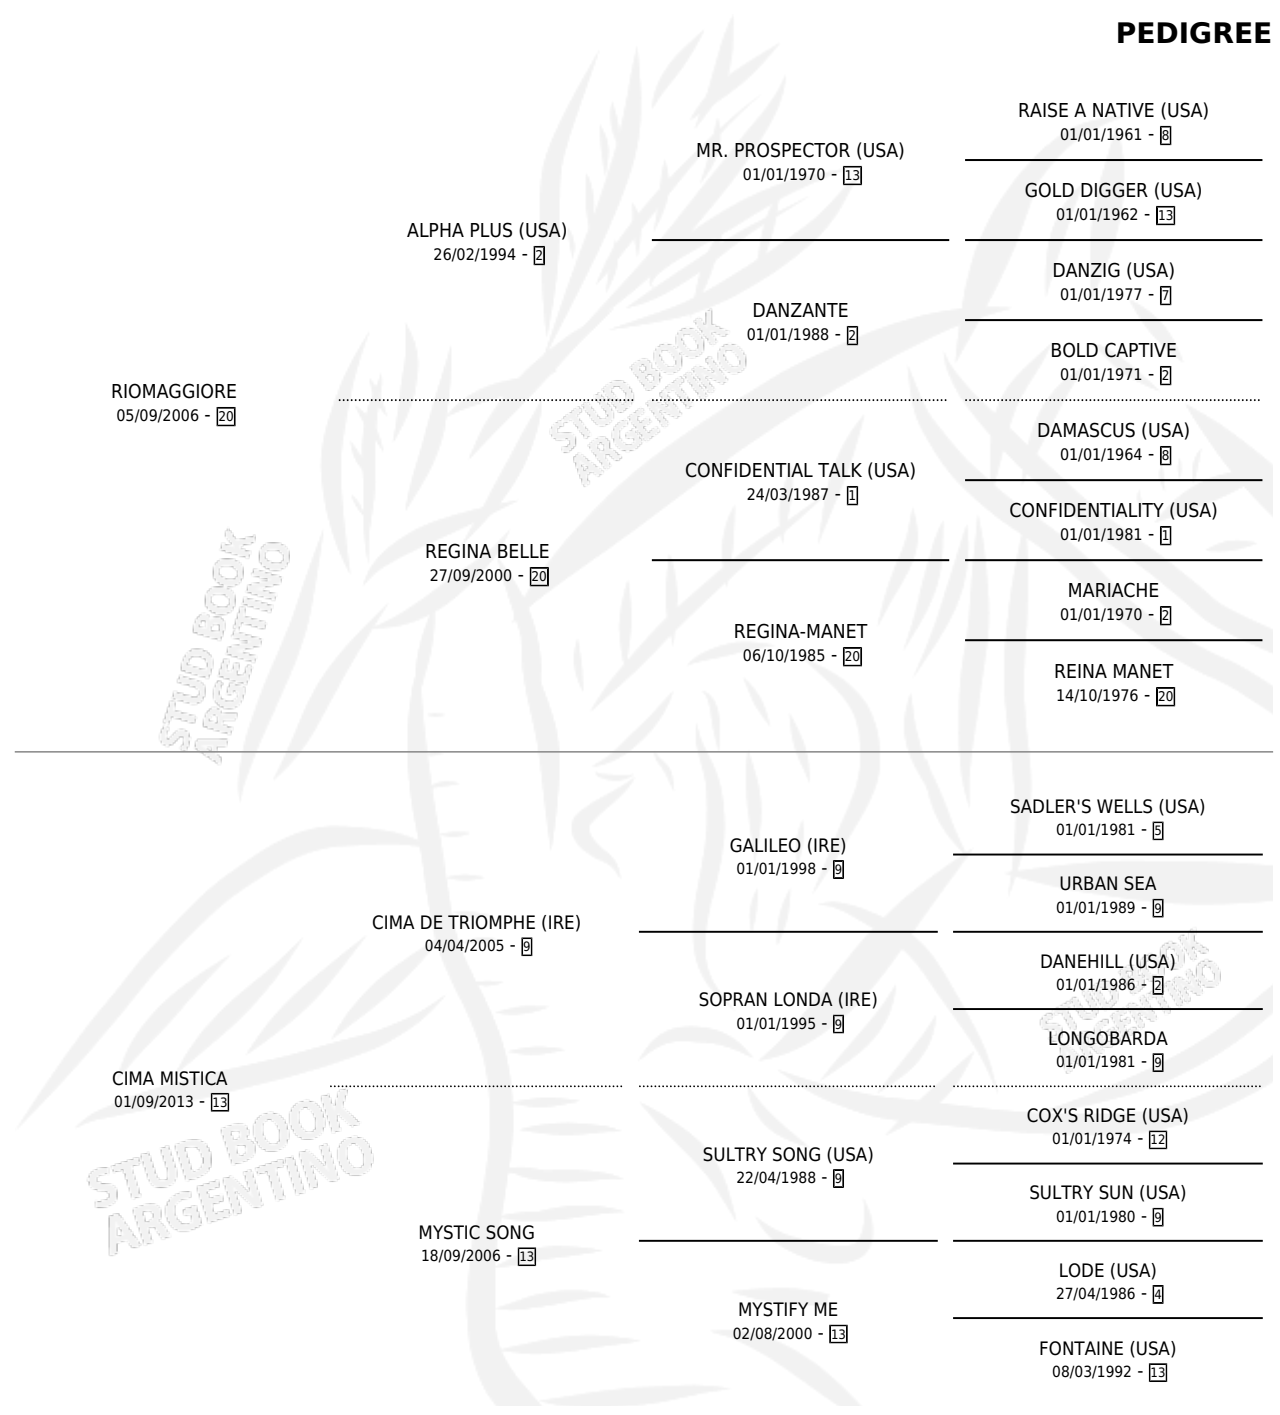 PEDIGREE
RAISE A NATIVE (USA)
01/01/1961 - 8
MR. PROSPECTOR (USA)
01/01/1970 - 13
GOLD DIGGER (USA)
01/01/1962 - 13
ALPHA PLUS (USA)
26/02/1994 - 2
DANZIG (USA)
01/01/1977 - 7
DANZANTE
01/01/1988 - 2
BOLD CAPTIVE
01/01/1971 - 2
RIOMAGGIORE
05/09/2006 - 20
DAMASCUS (USA)
01/01/1964 - 8
CONFIDENTIAL TALK (USA)
24/03/1987 - 1
CONFIDENTIALITY (USA)
01/01/1981 - 1
REGINA BELLE
27/09/2000 - 20
MARIACHE
01/01/1970 - 2
REGINA-MANET
06/10/1985 - 20
REINA MANET
14/10/1976 - 20
SADLER'S WELLS (USA)
01/01/1981 - 5
GALILEO (IRE)
01/01/1998 - 9
URBAN SEA
01/01/1989 - 9
CIMA DE TRIOMPHE (IRE)
04/04/2005 - 9
DANEHILL (USA)
01/01/1986 - 2
SOPRAN LONDA (IRE)
01/01/1995 - 9
LONGOBARDA
01/01/1981 - 9
CIMA MISTICA
01/09/2013 - 13
COX'S RIDGE (USA)
01/01/1974 - 12
SULTRY SONG (USA)
22/04/1988 - 9
SULTRY SUN (USA)
01/01/1980 - 9
MYSTIC SONG
18/09/2006 - 13
LODE (USA)
27/04/1986 - 4
MYSTIFY ME
02/08/2000 - 13
FONTAINE (USA)
08/03/1992 - 13
STUD BOOK
ARGENTINO
STUD BOOK
ARGENTINO
STUD BOOK
ARGENTINO
STUD BOOK
ARGENTINO